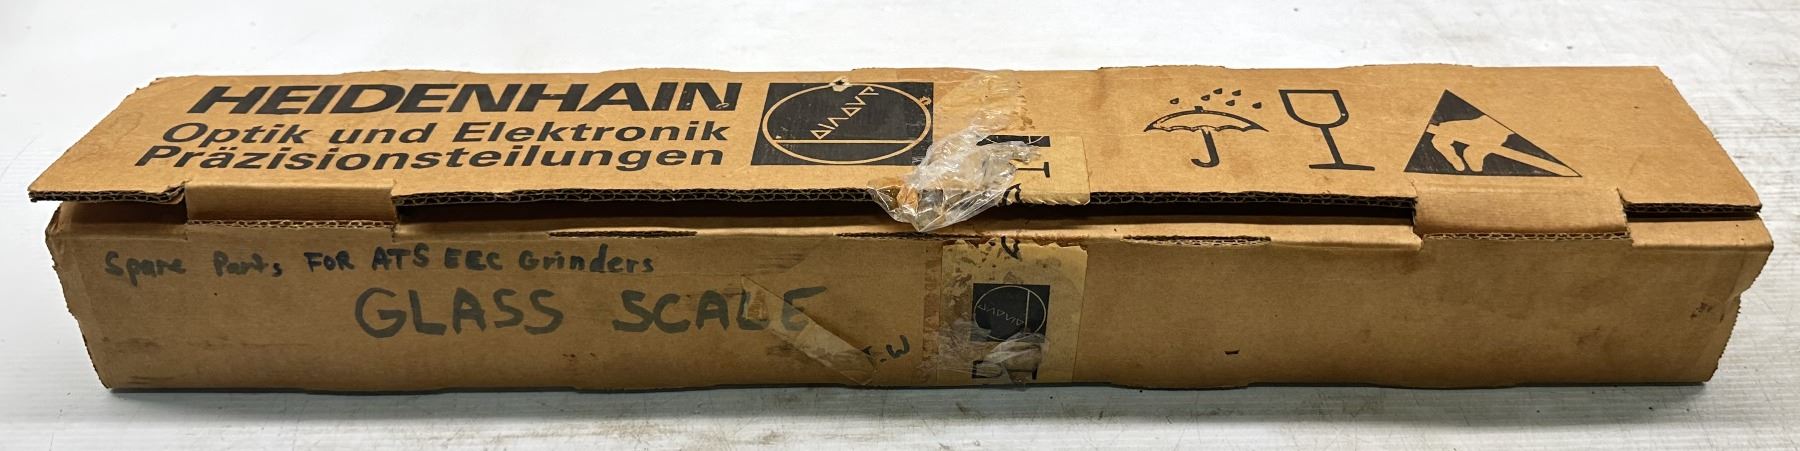 HEIDENHAIN
Optik und Elektronik
Präzisionsteilungen
Spare Parts FOR ATS EEC Grinders
GLASS SCALE